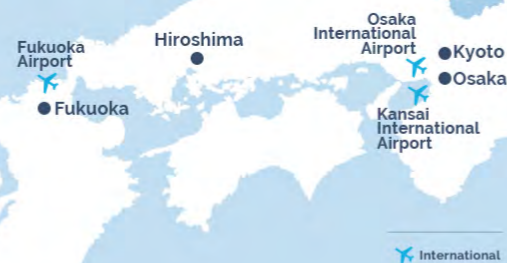 Fukuoka
Airport
Fukuoka
Hiroshima
Osaka
International
Airport
Kyoto
Osaka
Kansai
International
Airport
International